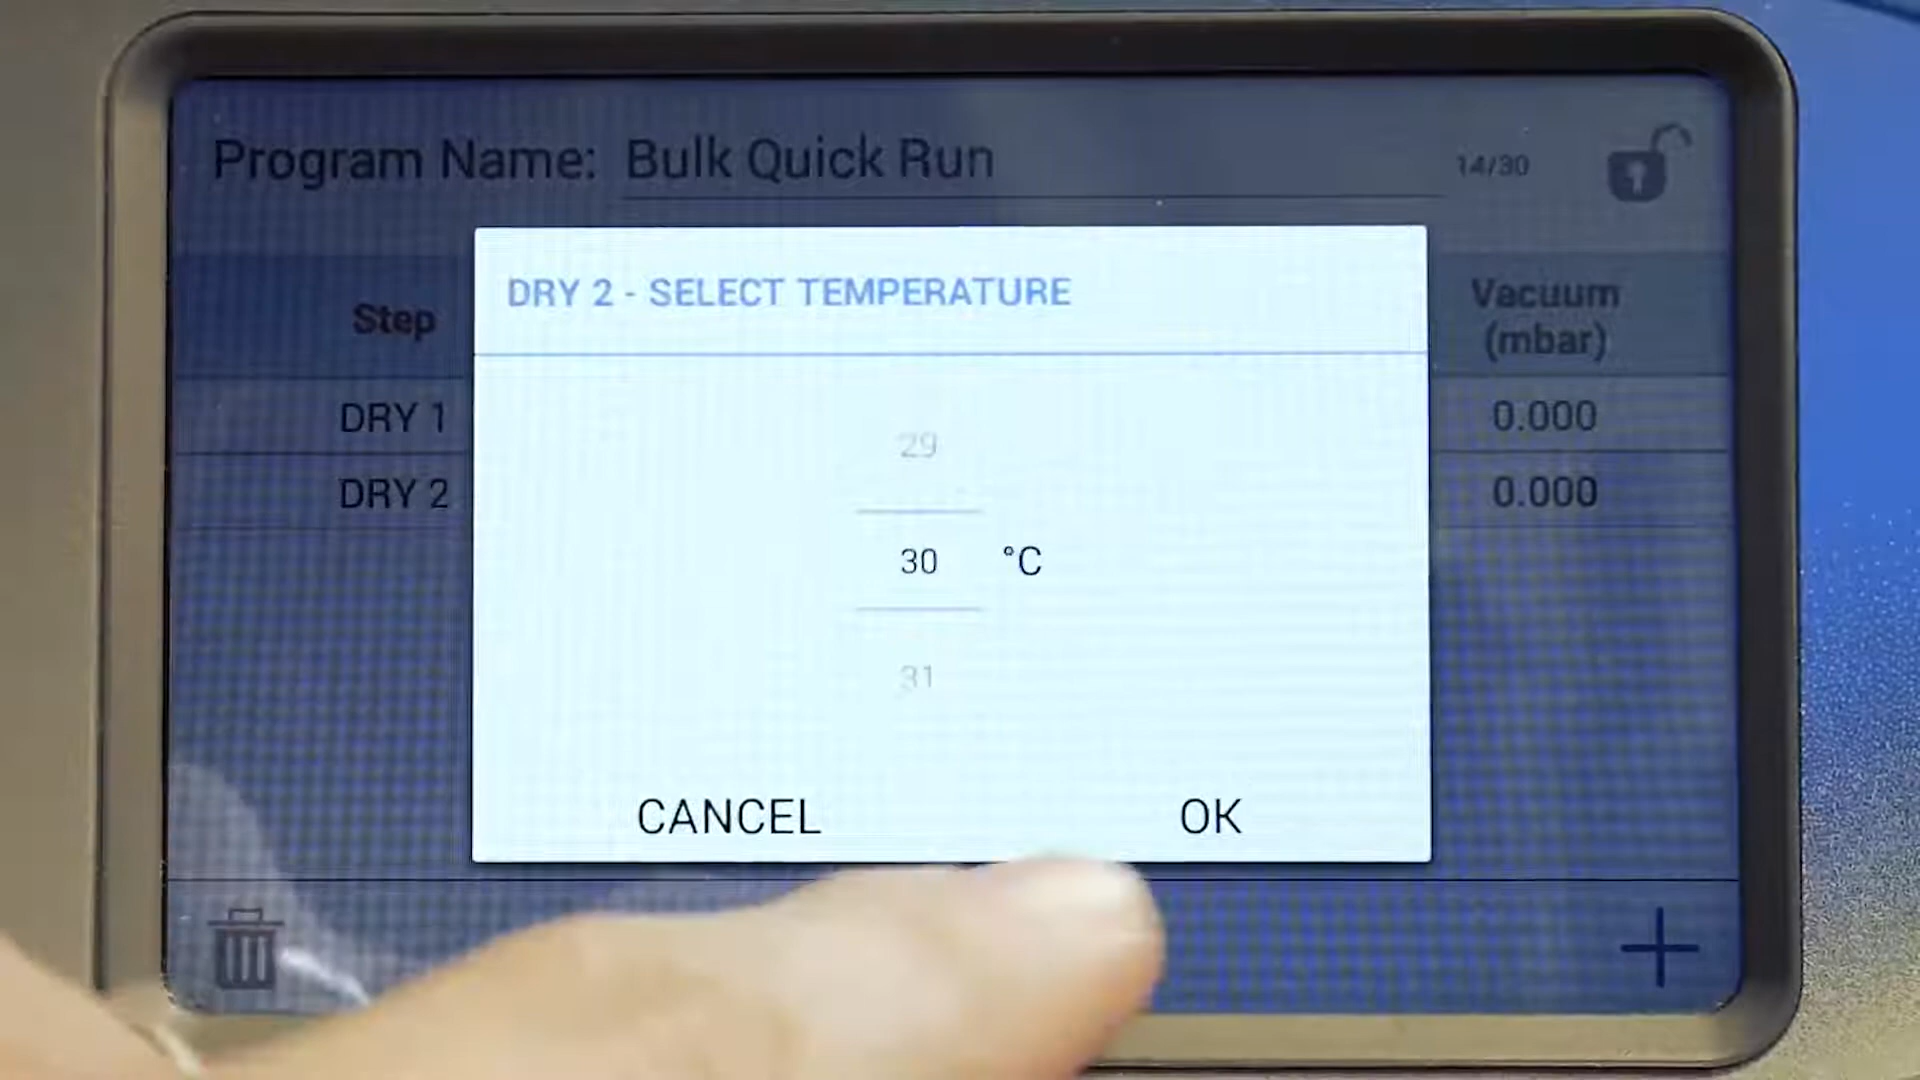 Program Name: Bulk Quick Run 14/30
DRY 2 - SELECT TEMPERATURE
Step
Vacuum
(mbar)
DRY 1
0.000
29
DRY 2
0.000
30 °C
31
CANCEL
OK